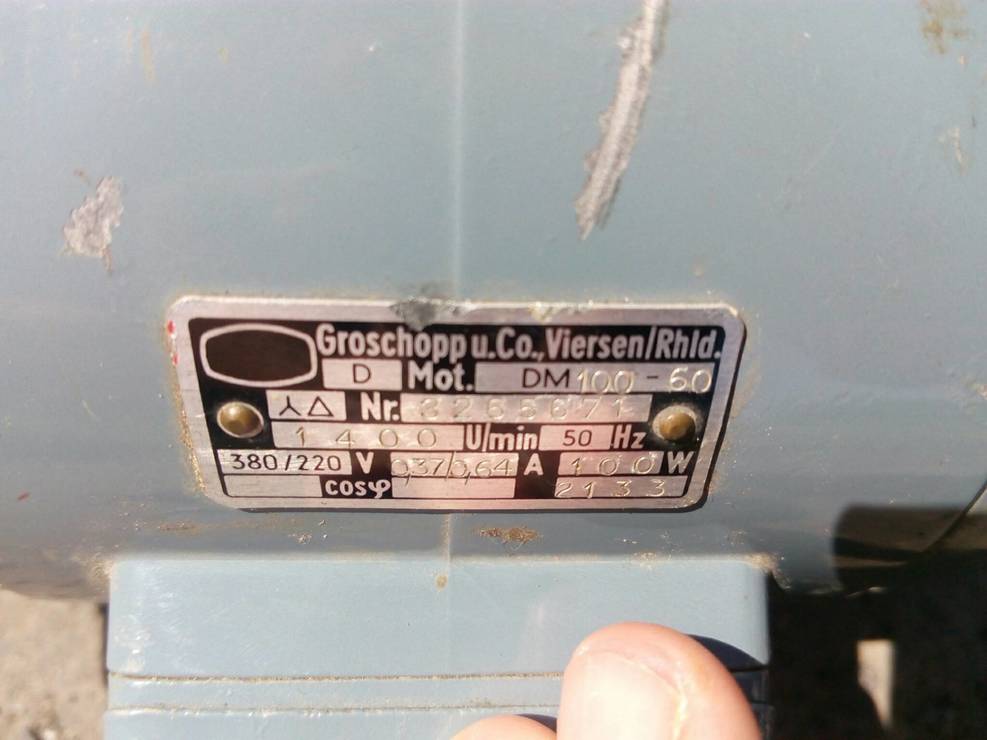 Groschopp u. Co., Viersen/Rhld.
D Mot. DM 100 - 60
⅄ △ Nr. 3265671
1400 U/min 50 Hz
380/220 V 0,37/0,64 A 100 W
cosφ 2133